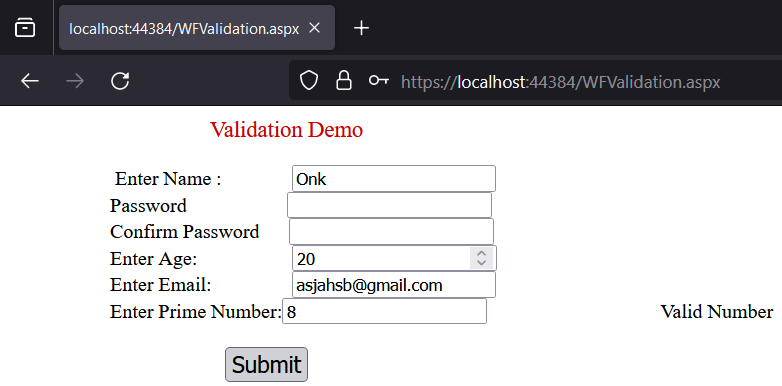 localhost:44384/WFValidation.aspx
https://localhost:44384/WFValidation.aspx
Validation Demo
Enter Name : Onk
Password
Confirm Password
Enter Age: 20
Enter Email: asjahsb@gmail.com
Enter Prime Number: 8 Valid Number
Submit